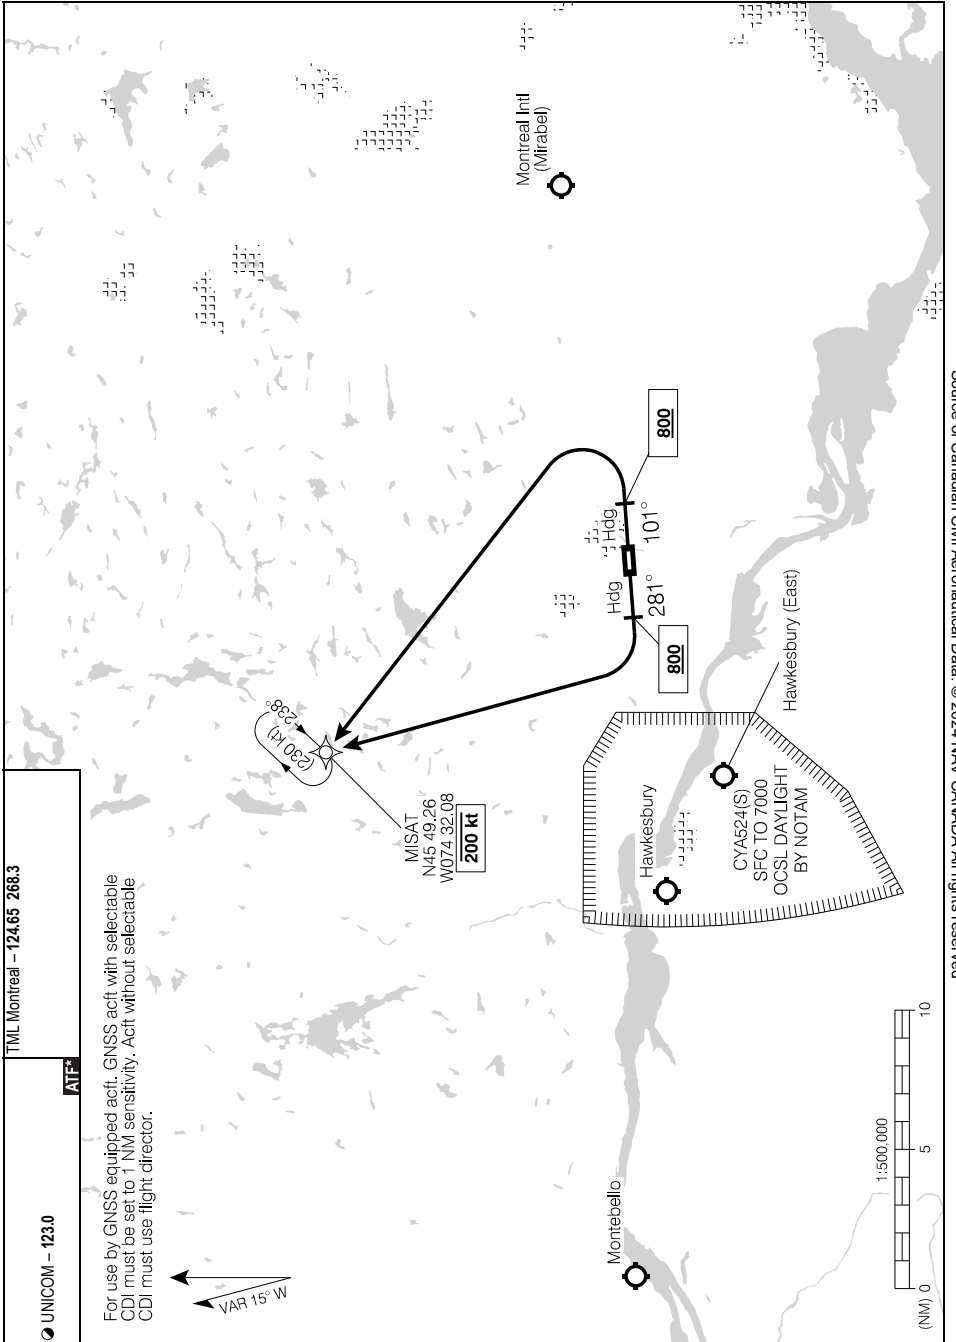 UNICOM – 123.0
ATF*
TML Montreal – 124.65 268.3
For use by GNSS equipped acft. GNSS acft with selectable
CDI must be set to 1 NM sensitivity. Acft without selectable
CDI must use flight director.
VAR 15° W
238°
(230 kt)
MISAT
N45 49.26
W074 32.08
200 kt
Montreal Intl
(Mirabel)
800
Hdg
101°
Hdg
281°
800
Hawkesbury
Hawkesbury (East)
CYA524(S)
SFC TO 7000
OCSL DAYLIGHT
BY NOTAM
Montebello
1:500,000
(NM) 0 5 10
Source of Canadian Civil Aeronautical Data: © 2024 NAV CANADA All rights reserved